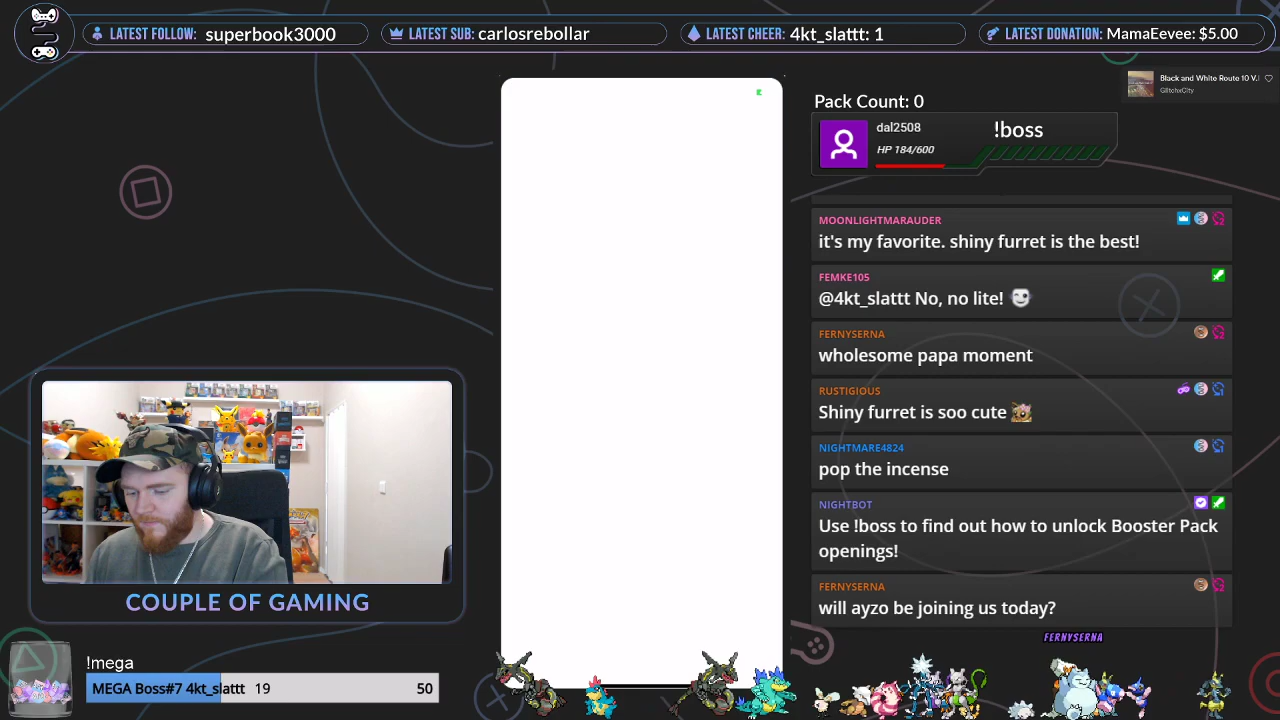 LATEST FOLLOW: superbook3000
LATEST SUB: carlosrebollar
LATEST CHEER: 4kt_slattt: 1
LATEST DONATION: MamaEevee: $5.00
Black and White Route 10 V.
GlitchxCity
Pack Count: 0
dal2508
!boss
HP 184/600
MOONLIGHTMARAUDER
it's my favorite. shiny furret is the best!
FEMKE105
@4kt_slattt No, no lite!
FERNYSERNA
wholesome papa moment
RUSTIGIOUS
Shiny furret is soo cute
NIGHTMARE4824
pop the incense
NIGHTBOT
Use !boss to find out how to unlock Booster Pack
openings!
FERNYSERNA
will ayzo be joining us today?
FERNYSERNA
COUPLE OF GAMING
!mega
MEGA Boss#7 4kt_slattt 19 50